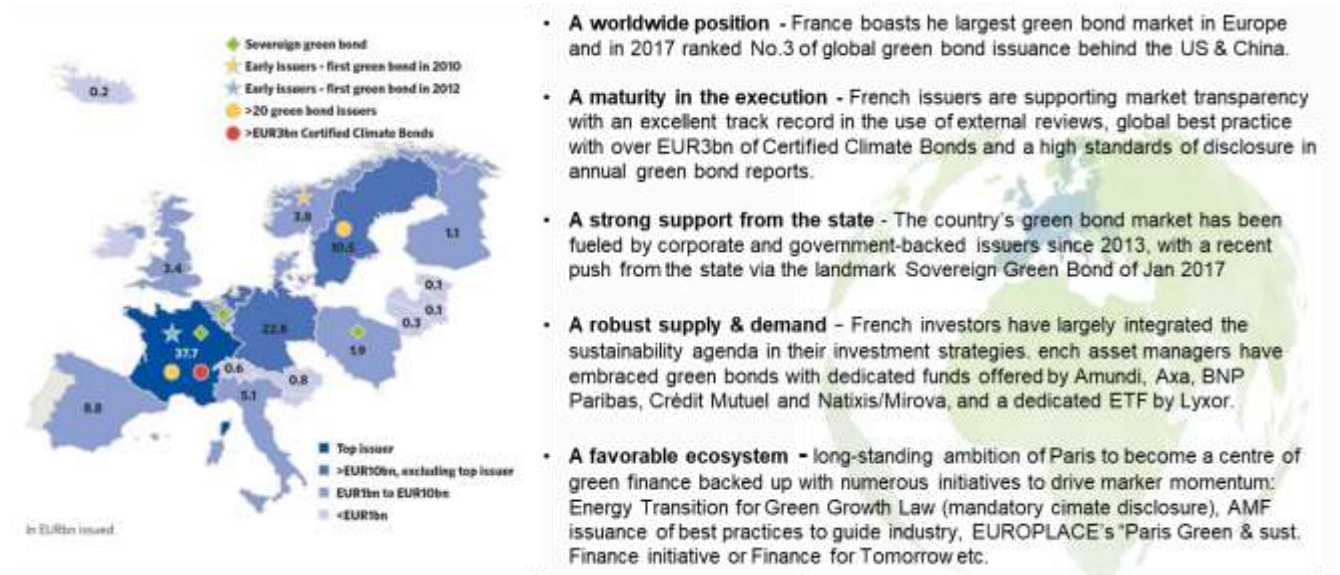 Sovereign green bond
Early issuers - first green bond in 2010
Early issuers - first green bond in 2012
>20 green bond issuers
>EUR3bn Certified Climate Bonds
0.2
3.8
10.5
1.1
3.4
0.1
0.1
0.3
22.8
1.9
37.7
0.6
0.8
5.1
8.8
Top issuer
>EUR10bn, excluding top issuer
EUR1bn to EUR10bn
<EUR1bn
In EURbn issued
• A worldwide position - France boasts he largest green bond market in Europe
and in 2017 ranked No.3 of global green bond issuance behind the US & China.
• A maturity in the execution - French issuers are supporting market transparency
with an excellent track record in the use of external reviews, global best practice
with over EUR3bn of Certified Climate Bonds and a high standards of disclosure in
annual green bond reports.
• A strong support from the state - The country's green bond market has been
fueled by corporate and government-backed issuers since 2013, with a recent
push from the state via the landmark Sovereign Green Bond of Jan 2017
• A robust supply & demand – French investors have largely integrated the
sustainability agenda in their investment strategies. ench asset managers have
embraced green bonds with dedicated funds offered by Amundi, Axa, BNP
Paribas, Crédit Mutuel and Natixis/Mirova, and a dedicated ETF by Lyxor.
• A favorable ecosystem – long-standing ambition of Paris to become a centre of
green finance backed up with numerous initiatives to drive marker momentum:
Energy Transition for Green Growth Law (mandatory cimate disclosure), AMF
issuance of best practices to guide industry, EUROPLACE's "Paris Green & sust.
Finance initiative or Finance for Tomorrow etc.